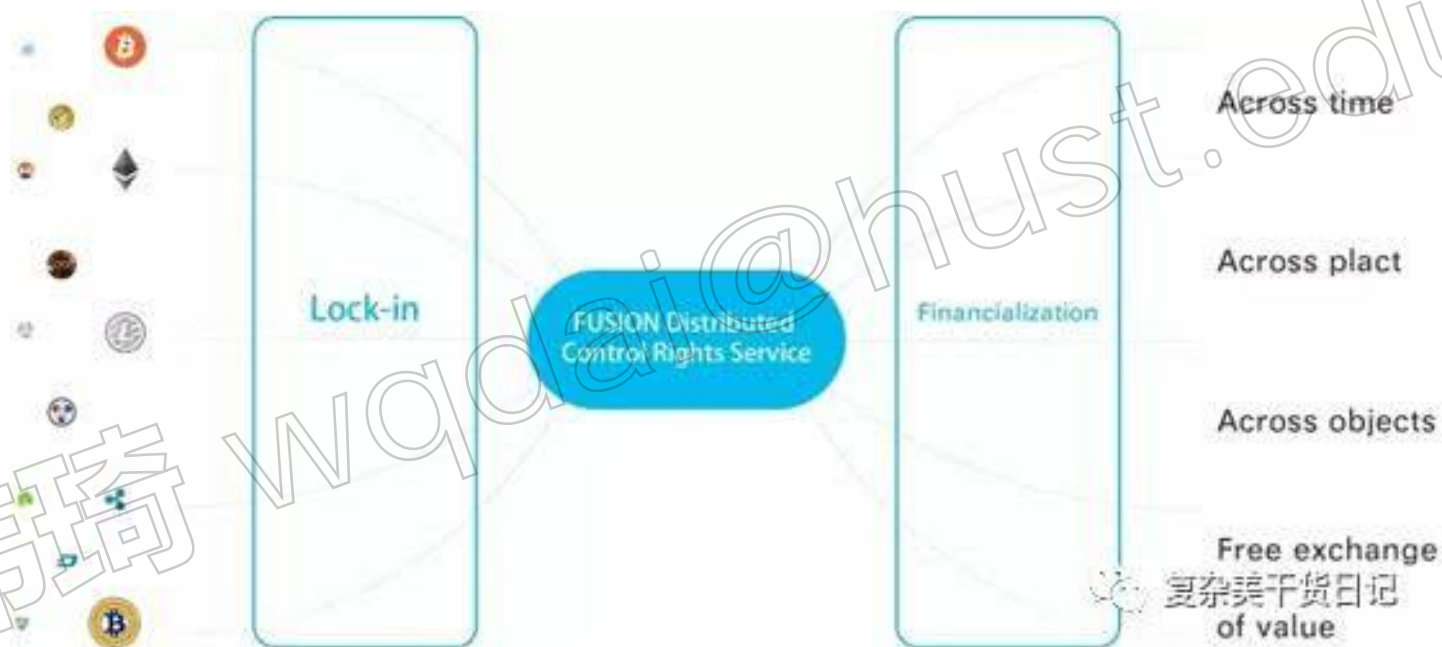 Lock-in
FUSION Distributed
Control Rights Service
Financialization
Across time
Across plact
Across objects
Free exchange
of value
复杂美干货日记
琦 wqdai@hust.edu